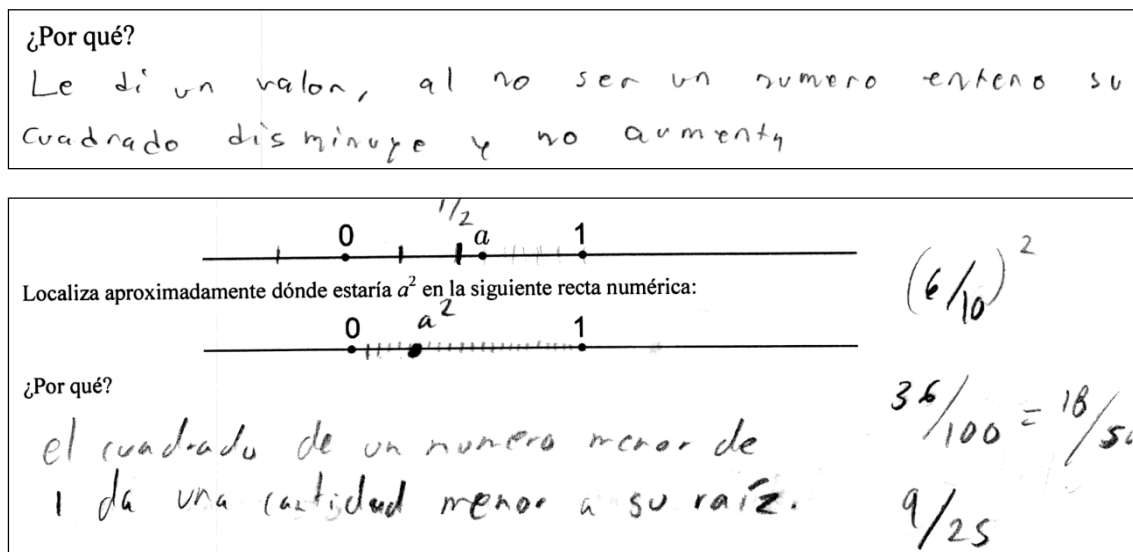 ¿Por qué?
Le di un valor, al no ser un numero entero su
cuadrado disminuye y no aumenta
1/2
0 a 1
Localiza aproximadamente dónde estaría a² en la siguiente recta numérica:
a²
0 1
¿Por qué?
el cuadrado de un numero menor de
1 da una cantidad menor a su raíz.
(6/10)²
36/100 = 18/50
9/25